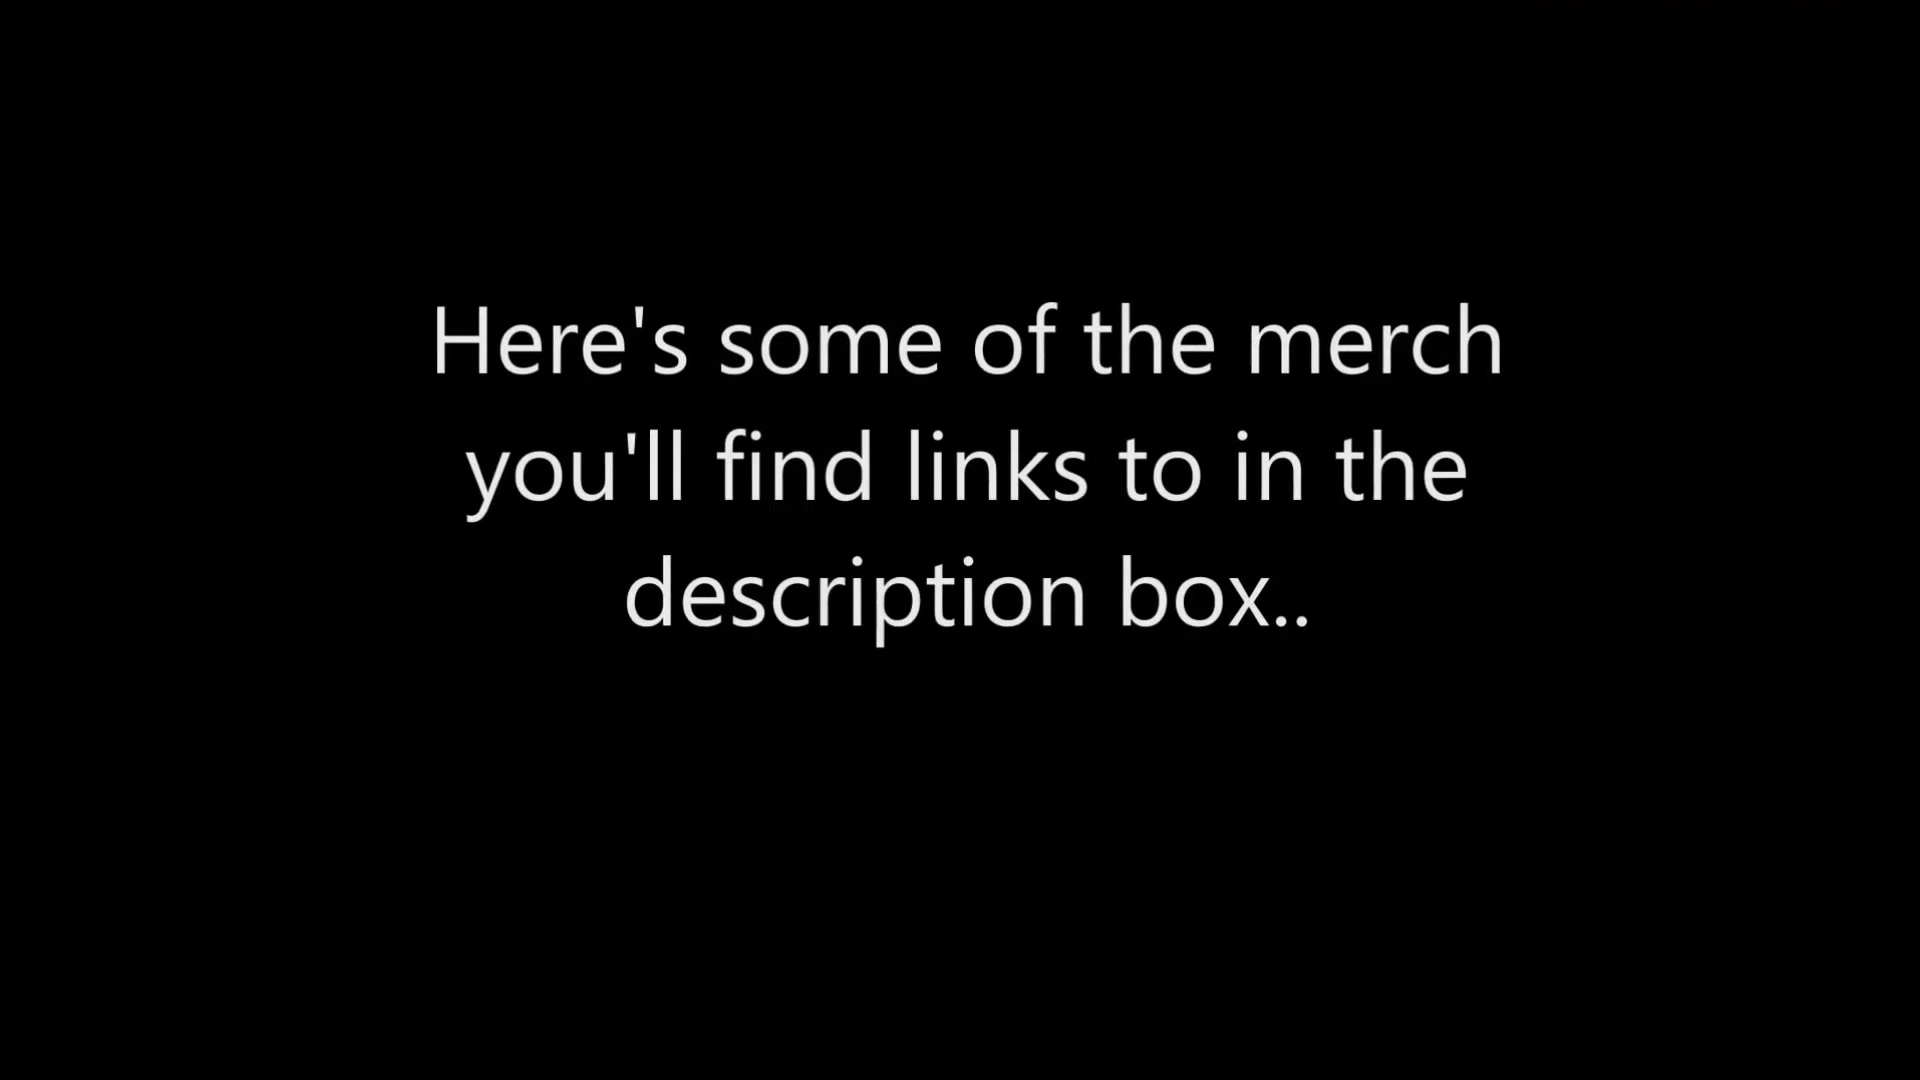 Here's some of the merch
you'll find links to in the
description box..